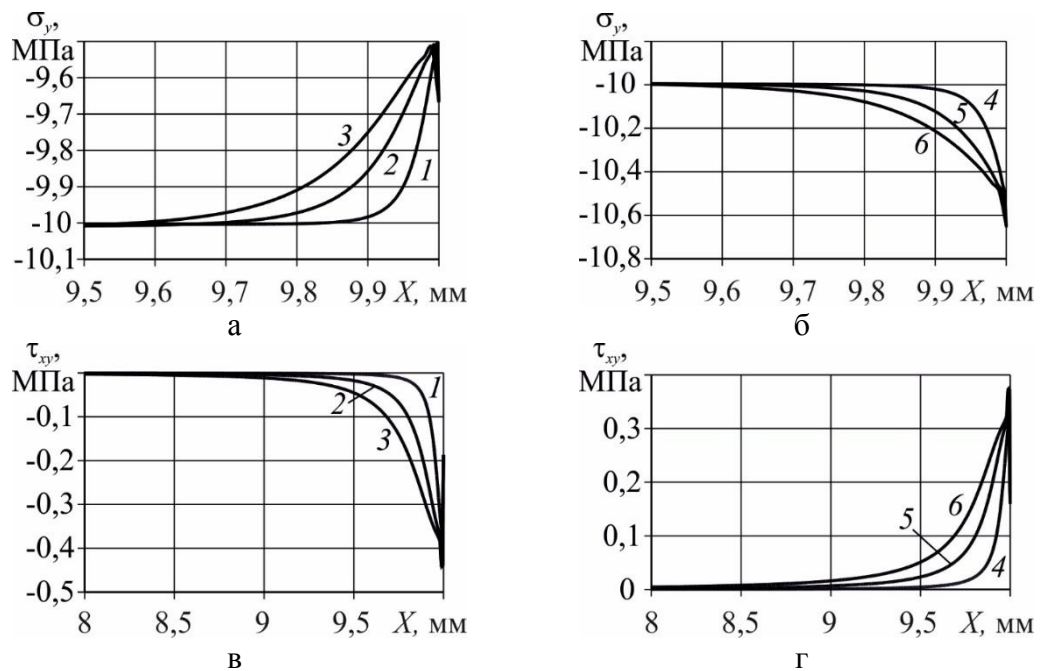 σy,
МПа
-9,6
-9,7
-9,8
-9,9
-10
-10,1
3
2
1
9,5 9,6 9,7 9,8 9,9 X, мм
а
σy,
МПа
-10
-10,2
-10,4
-10,6
-10,8
4
5
6
9,5 9,6 9,7 9,8 9,9 X, мм
б
τxy,
МПа
-0,1
-0,2
-0,3
-0,4
-0,5
1
2
3
8 8,5 9 9,5 X, мм
в
τxy,
МПа
0,3
0,2
0,1
0
6
5
4
8 8,5 9 9,5 X, мм
г